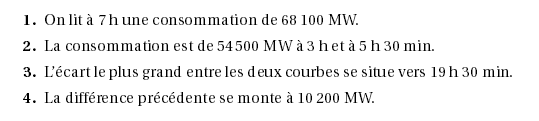 1. On lit à 7 h une consommation de 68 100 MW.
2. La consommation est de 54 500 MW à 3 h et à 5 h 30 min.
3. L'écart le plus grand entre les deux courbes se situe vers 19 h 30 min.
4. La différence précédente se monte à 10 200 MW.